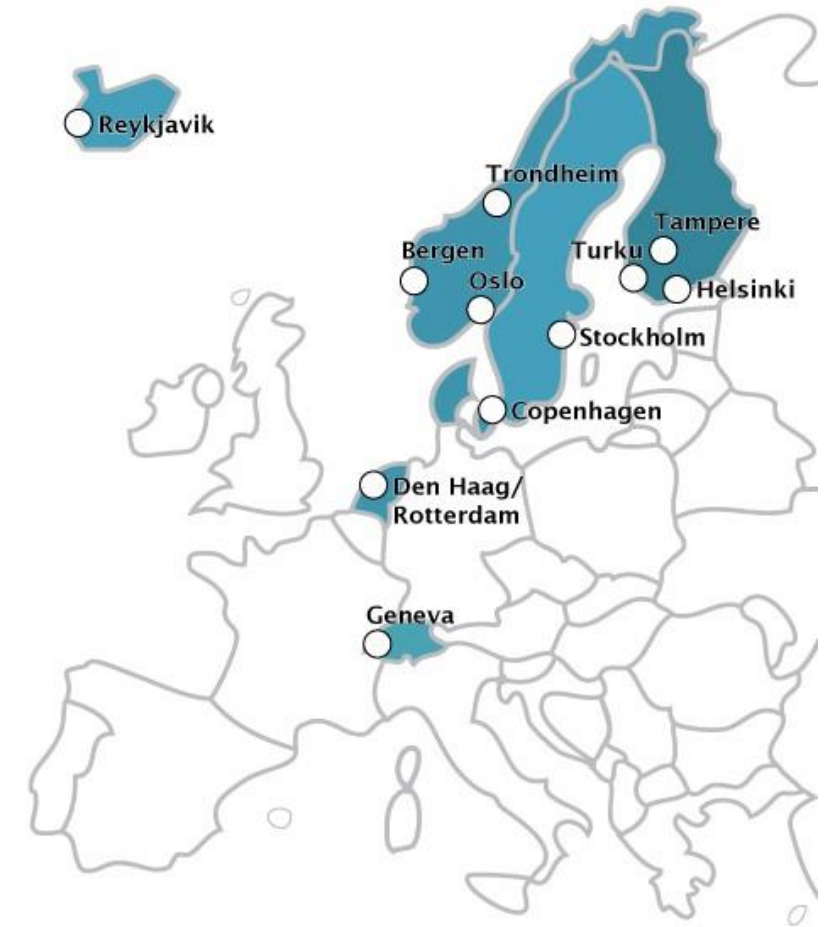 Reykjavik
Trondheim
Tampere
Bergen
Turku
Oslo
Helsinki
Stockholm
Copenhagen
Den Haag/
Rotterdam
Geneva